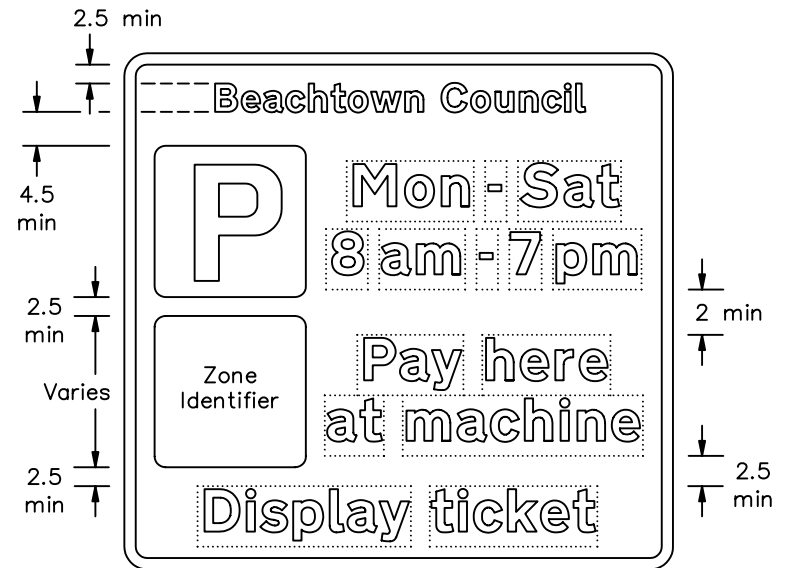 2.5 min
Beachtown Council
4.5
min
P
Mon - Sat
8 am - 7 pm
2.5
min
2 min
Varies
Zone
Identifier
Pay here
at machine
2.5
min
2.5
min
Display ticket